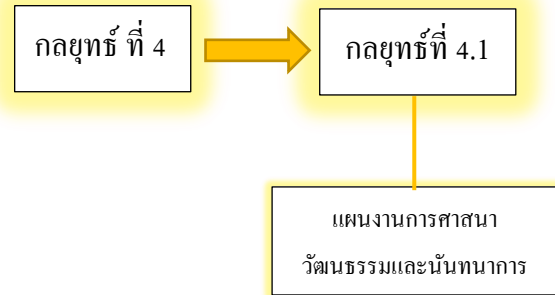 กลยุทธ์ ที่ 4
กลยุทธ์ที่ 4.1
แผนงานการศาสนา
วัฒนธรรมและนันทนาการ